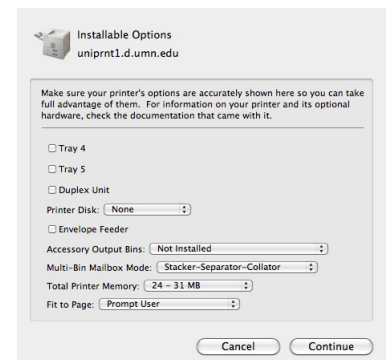 Installable Options
uniprnt1.d.umn.edu
Make sure your printer's options are accurately shown here so you can take
full advantage of them. For information on your printer and its optional
hardware, check the documentation that came with it.
Tray 4
Tray 5
Duplex Unit
Printer Disk: None
Envelope Feeder
Accessory Output Bins: Not Installed
Multi-Bin Mailbox Mode: Stacker-Separator-Collator
Total Printer Memory: 24 – 31 MB
Fit to Page: Prompt User
Cancel Continue